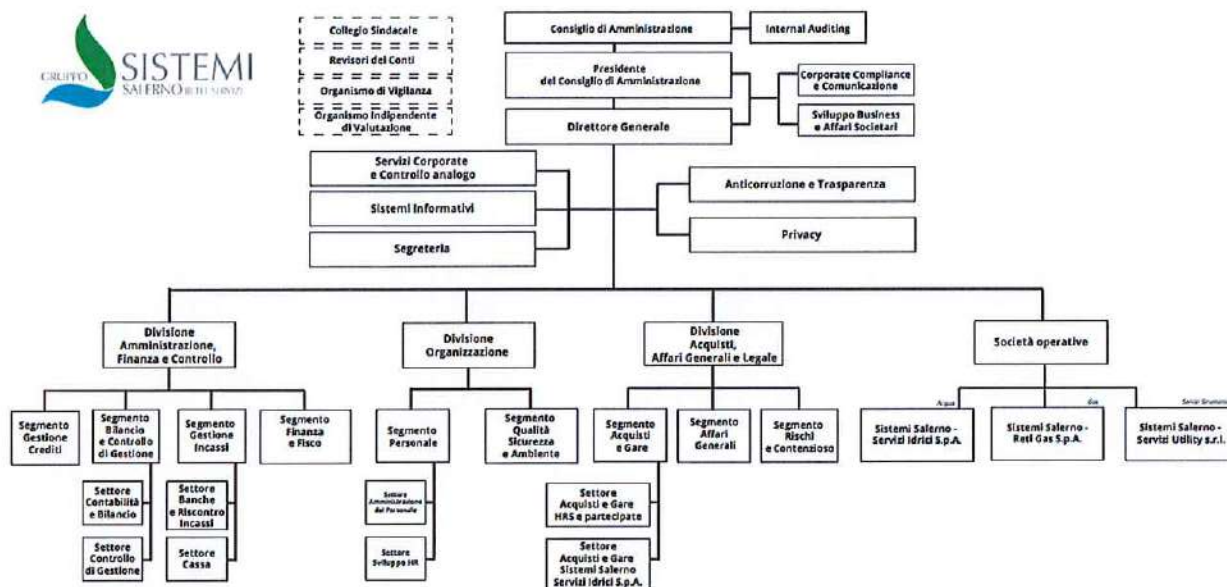 GRUPPO
SISTEMI
SALERNO RETI E SERVIZI
Collegio Sindacale
Revisori dei Conti
Organismo di Vigilanza
Organismo Indipendente
di Valutazione
Consiglio di Amministrazione
Internal Auditing
Presidente
del Consiglio di Amministrazione
Direttore Generale
Corporate Compliance
e Comunicazione
Sviluppo Business
e Affari Societari
Servizi Corporate
e Controllo analogo
Sistemi Informativi
Segreteria
Anticorruzione e Trasparenza
Privacy
Divisione
Amministrazione,
Finanza e Controllo
Divisione
Organizzazione
Divisione
Acquisti,
Affari Generali e Legale
Società operative
Segmento
Gestione
Crediti
Segmento
Bilancio
e Controllo
di Gestione
Segmento
Gestione
Incassi
Segmento
Finanza
e Fisco
Segmento
Personale
Segmento
Qualità
Sicurezza
e Ambiente
Segmento
Acquisti
e Gare
Segmento
Affari
Generali
Segmento
Rischi
e Contenzioso
Acqua
Sistemi Salerno -
Servizi Idrici S.p.A.
Gas
Sistemi Salerno -
Reti Gas S.p.A.
Sistemi Salerno -
Servizi Utility s.r.l.
Settore
Contabilità
e Bilancio
Settore
Controllo
di Gestione
Settore
Banche
e Riscontro
Incassi
Settore
Cassa
Settore
Amministrazione
del Personale
Settore
Sviluppo HR
Settore
Acquisti e Gare
HRS e partecipate
Settore
Acquisti e Gare
Sistemi Salerno
Servizi Idrici S.p.A.